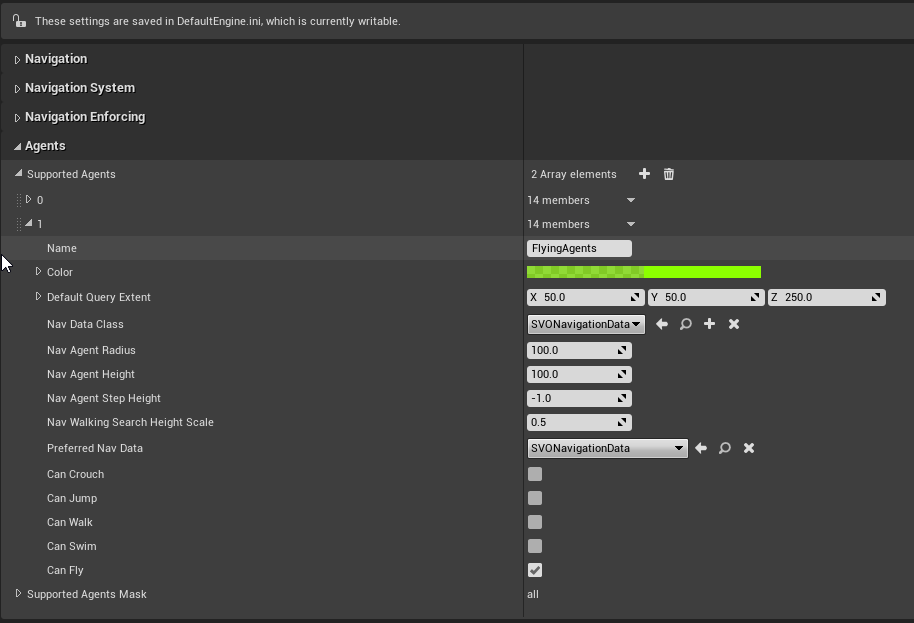 These settings are saved in DefaultEngine.ini, which is currently writable.
Navigation
Navigation System
Navigation Enforcing
Agents
Supported Agents 2 Array elements
0 14 members
1 14 members
Name FlyingAgents
Color
Default Query Extent X 50.0 Y 50.0 Z 250.0
Nav Data Class SVONavigationData
Nav Agent Radius 100.0
Nav Agent Height 100.0
Nav Agent Step Height -1.0
Nav Walking Search Height Scale 0.5
Preferred Nav Data SVONavigationData
Can Crouch
Can Jump
Can Walk
Can Swim
Can Fly
Supported Agents Mask all